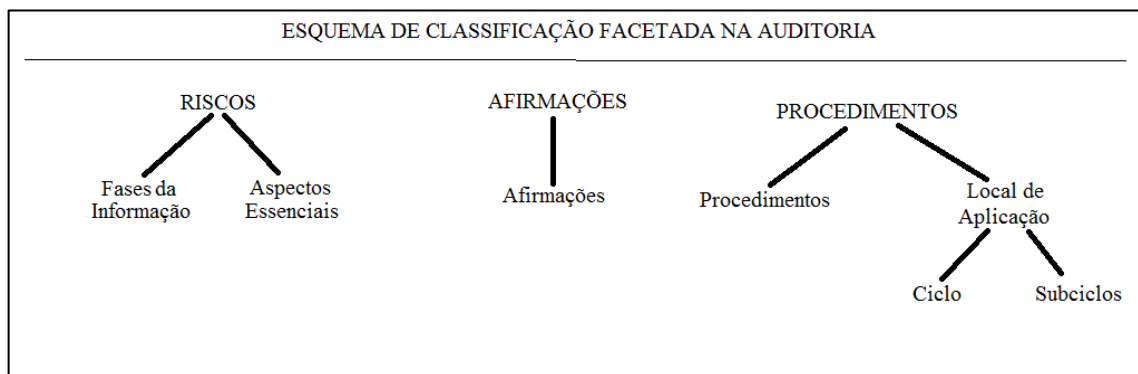 ESQUEMA DE CLASSIFICAÇÃO FACETADA NA AUDITORIA
RISCOS
AFIRMAÇÕES
PROCEDIMENTOS
Fases da
Informação
Aspectos
Essenciais
Afirmações
Procedimentos
Local de
Aplicação
Ciclo
Subciclos